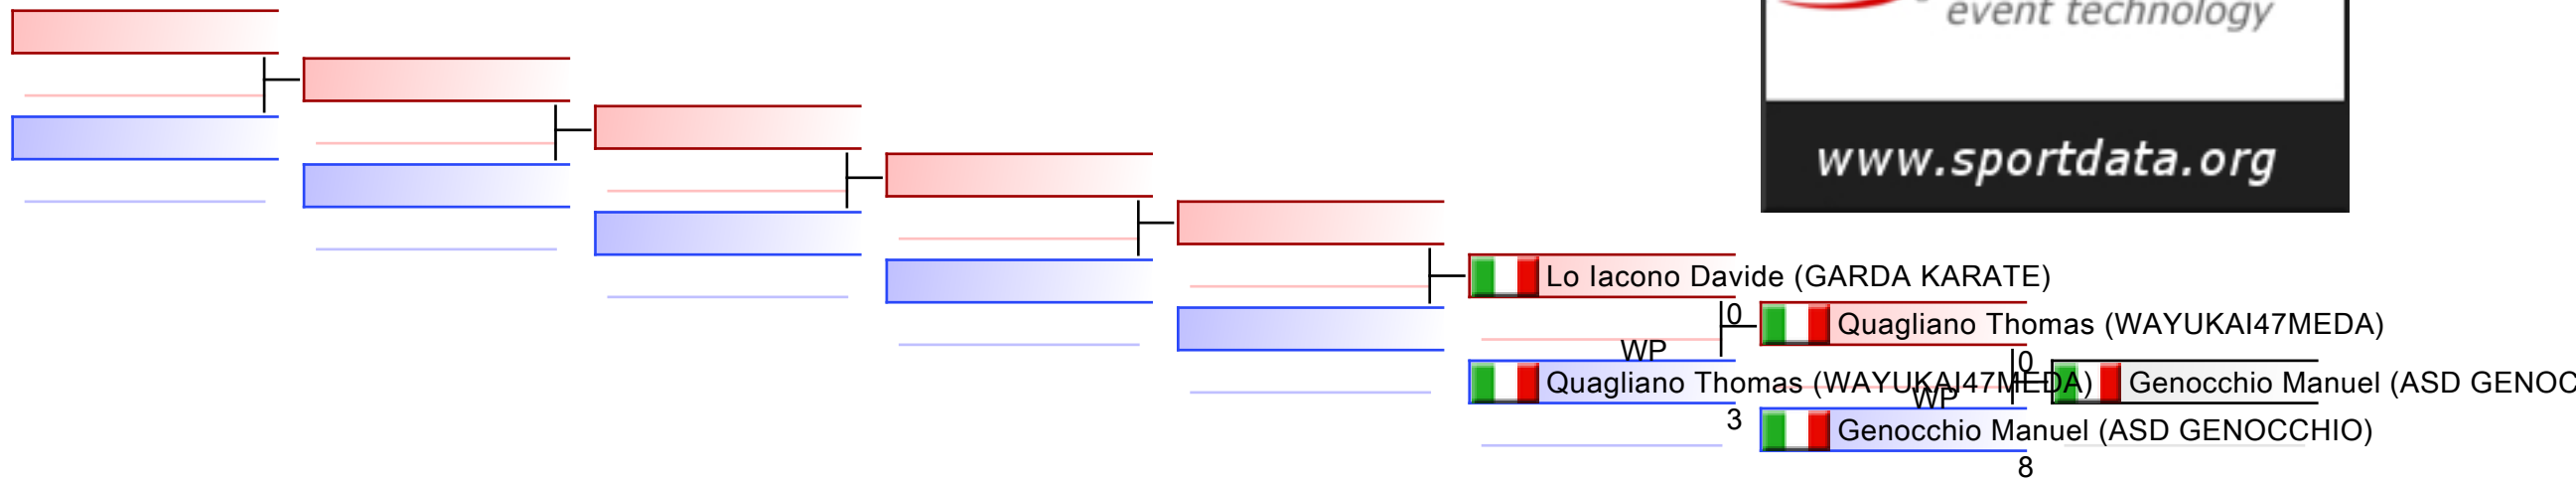 event technology
www.sportdata.org
Lo Iacono Davide (GARDA KARATE)
0
Quagliano Thomas (WAYUKAI47MEDA)
WP
0
Quagliano Thomas (WAYUKAI47MEDA)
Genocchio Manuel (ASD GENOC
WP
3
Genocchio Manuel (ASD GENOCCHIO)
8